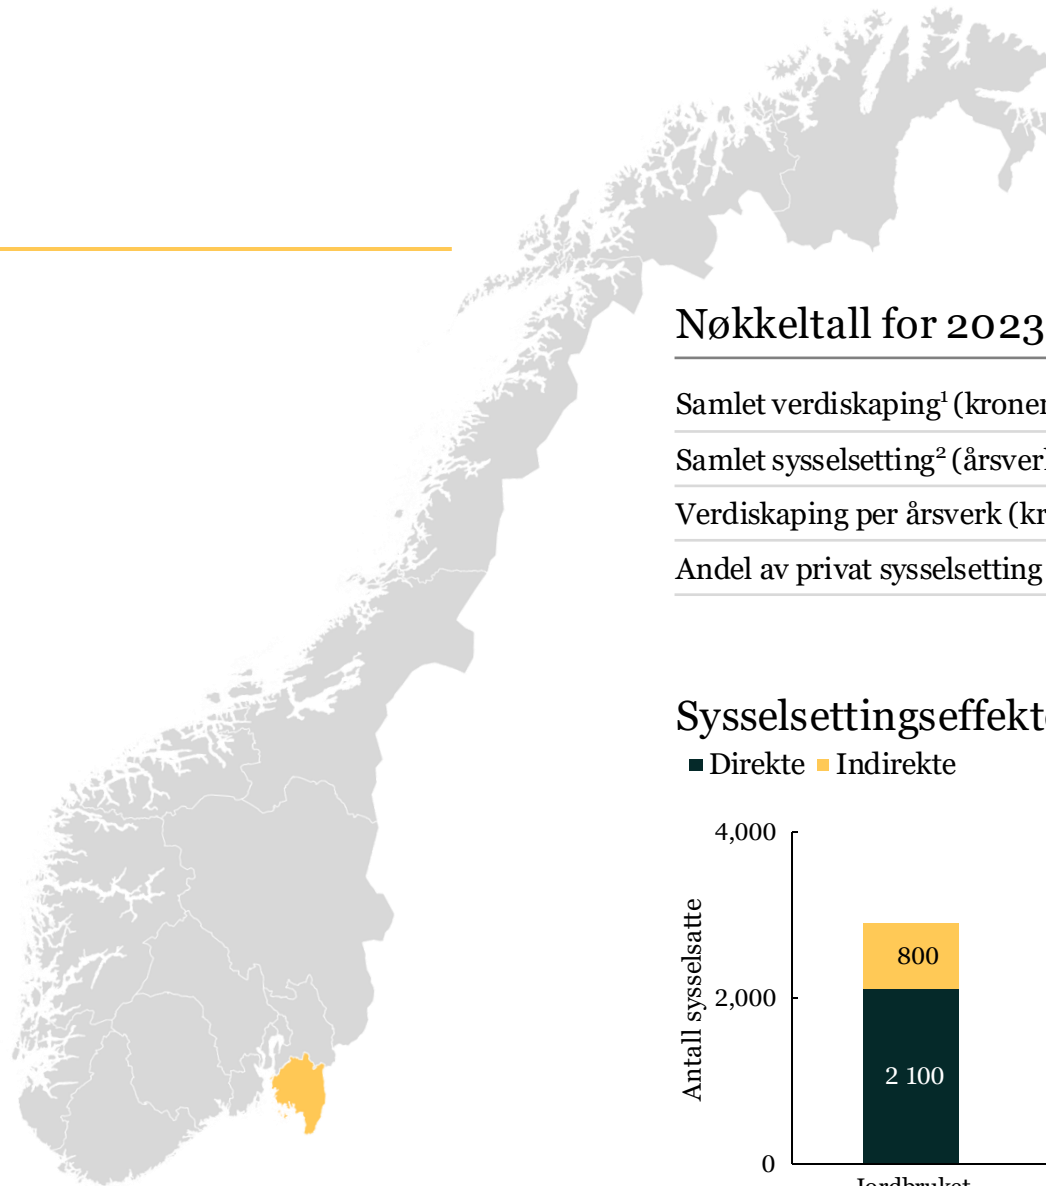 Nøkkeltall for 2023
Samlet verdiskaping¹ (kroner
Samlet sysselsetting² (årsver
Verdiskaping per årsverk (kr
Andel av privat sysselsetting
Sysselsettingseffekt
Direkte Indirekte
4,000
2,000
0
Antall sysselsatte
800
2 100
Jordbruket